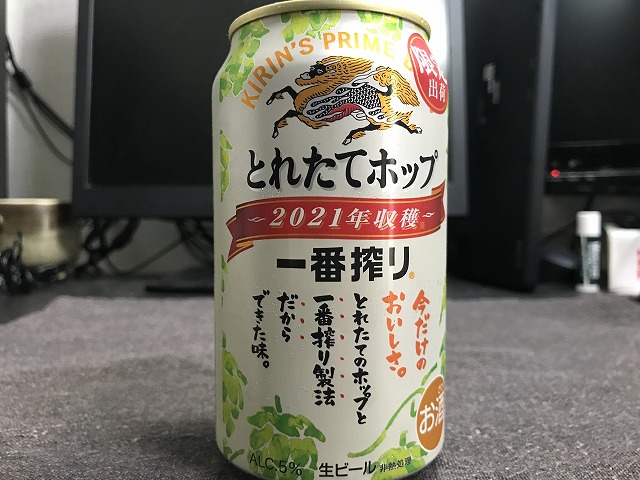 KIRIN'S PRIME
出荷
とれたてホップ
～2021年収穫～
一番搾り®
今だけの
おいしさ。
とれたてのホップと
一番搾り製法
だから
できた味。
お酒
ALC.5% 生ビール 非熱処理